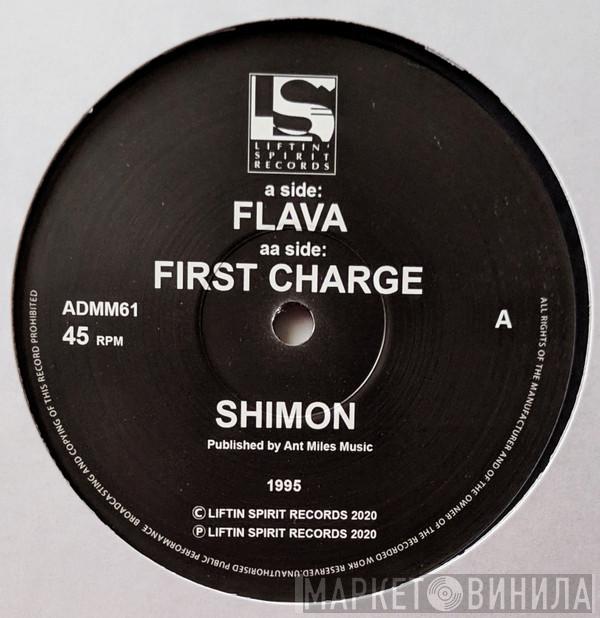 LS
LIFTIN'
SPIRIT
RECORDS
a side:
FLAVA
aa side:
FIRST CHARGE
ADMM61
45 RPM
A
SHIMON
Published by Ant Miles Music
1995
© LIFTIN SPIRIT RECORDS 2020
℗ LIFTIN SPIRIT RECORDS 2020
ALL RIGHTS OF THE MANUFACTURER AND OF THE OWNER OF THE RECORDED WORK RESERVED.UNAUTHORISED PUBLIC PERFORMANCE BROADCASTING AND COPYING OF THIS RECORD PROHIBITED
МАРКЕТ ВИНИЛА